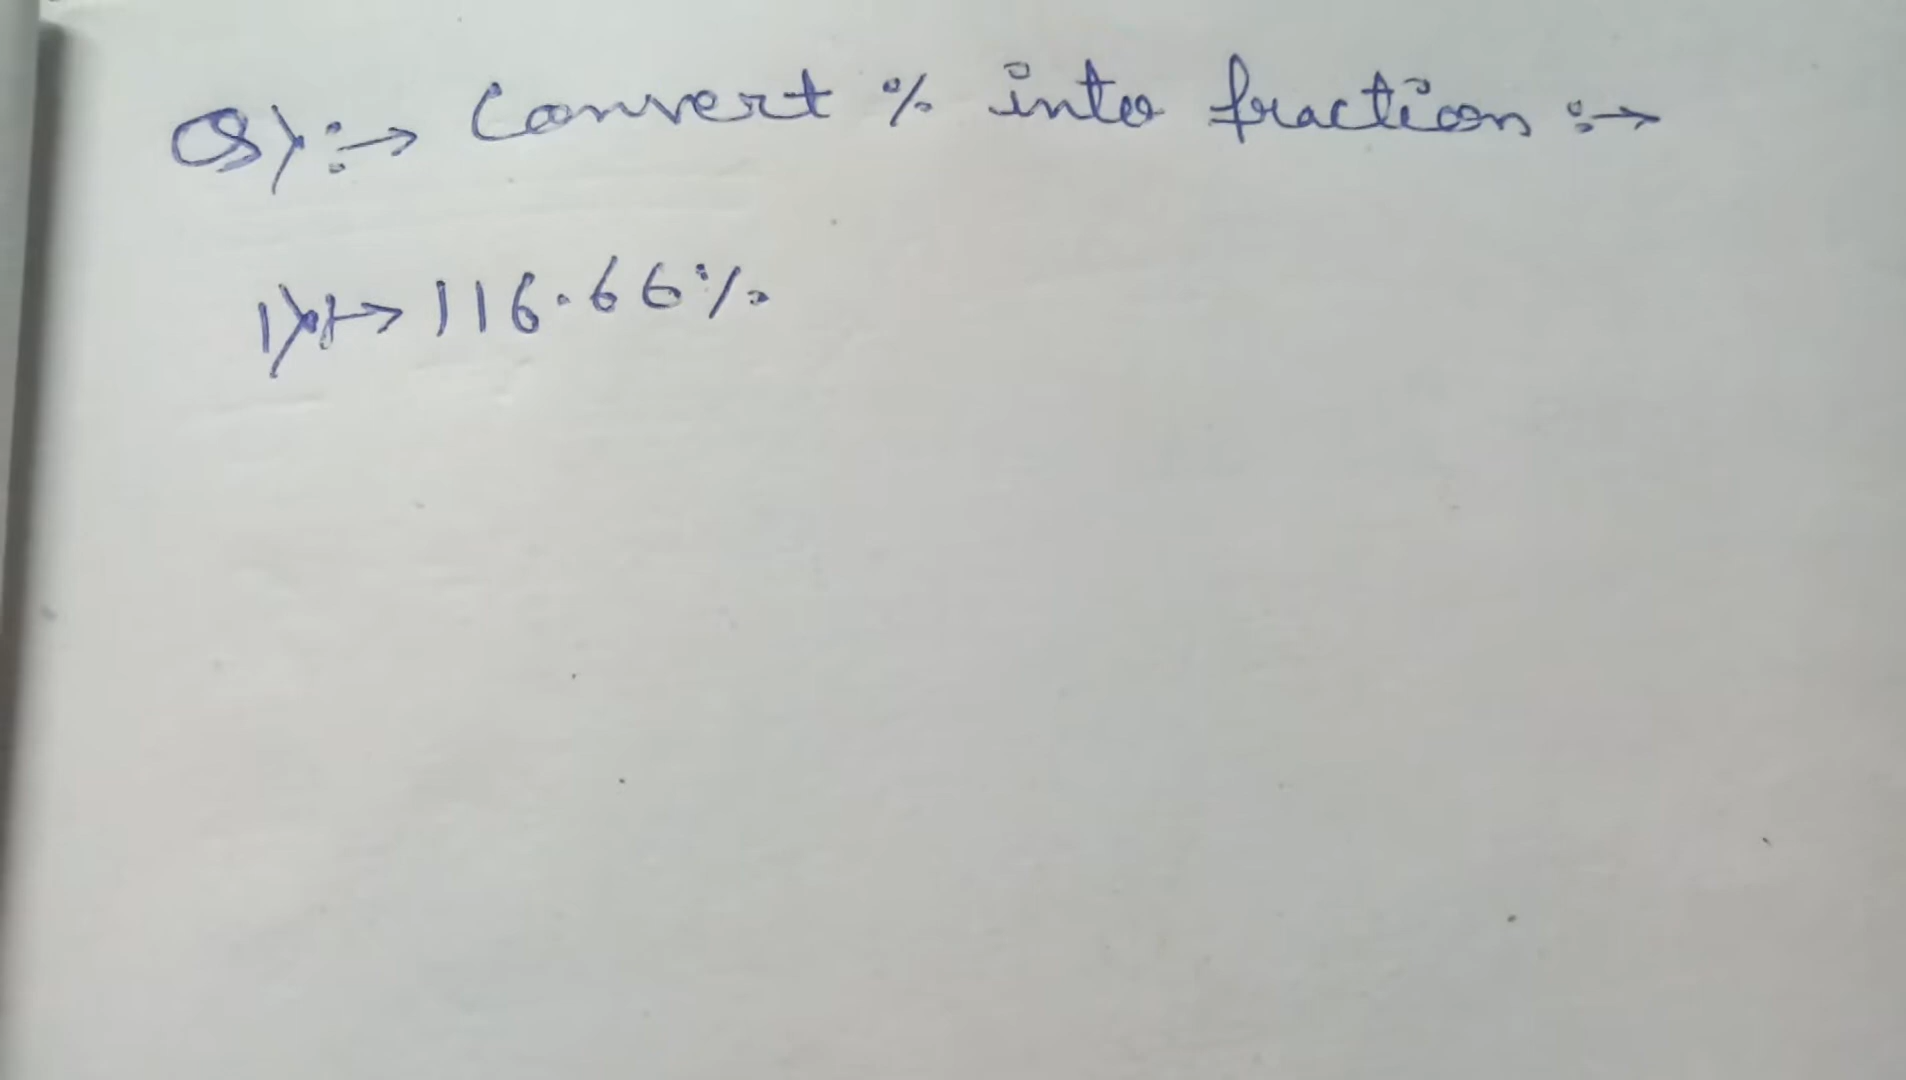 Q):→ Convert % into fraction :→
1):→ 116.66%